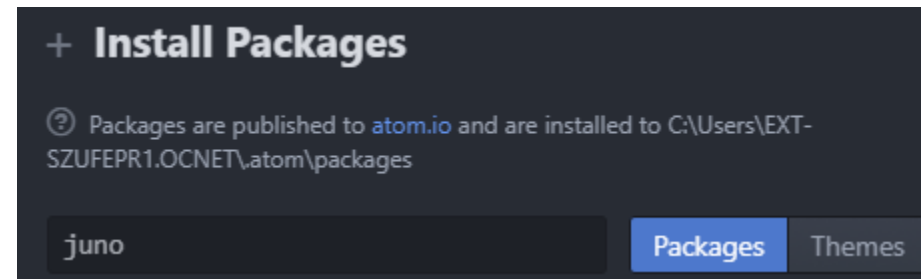 + Install Packages
? Packages are published to atom.io and are installed to C:\Users\EXT-
SZUFEPR1.OCNET\.atom\packages
juno
Packages Themes